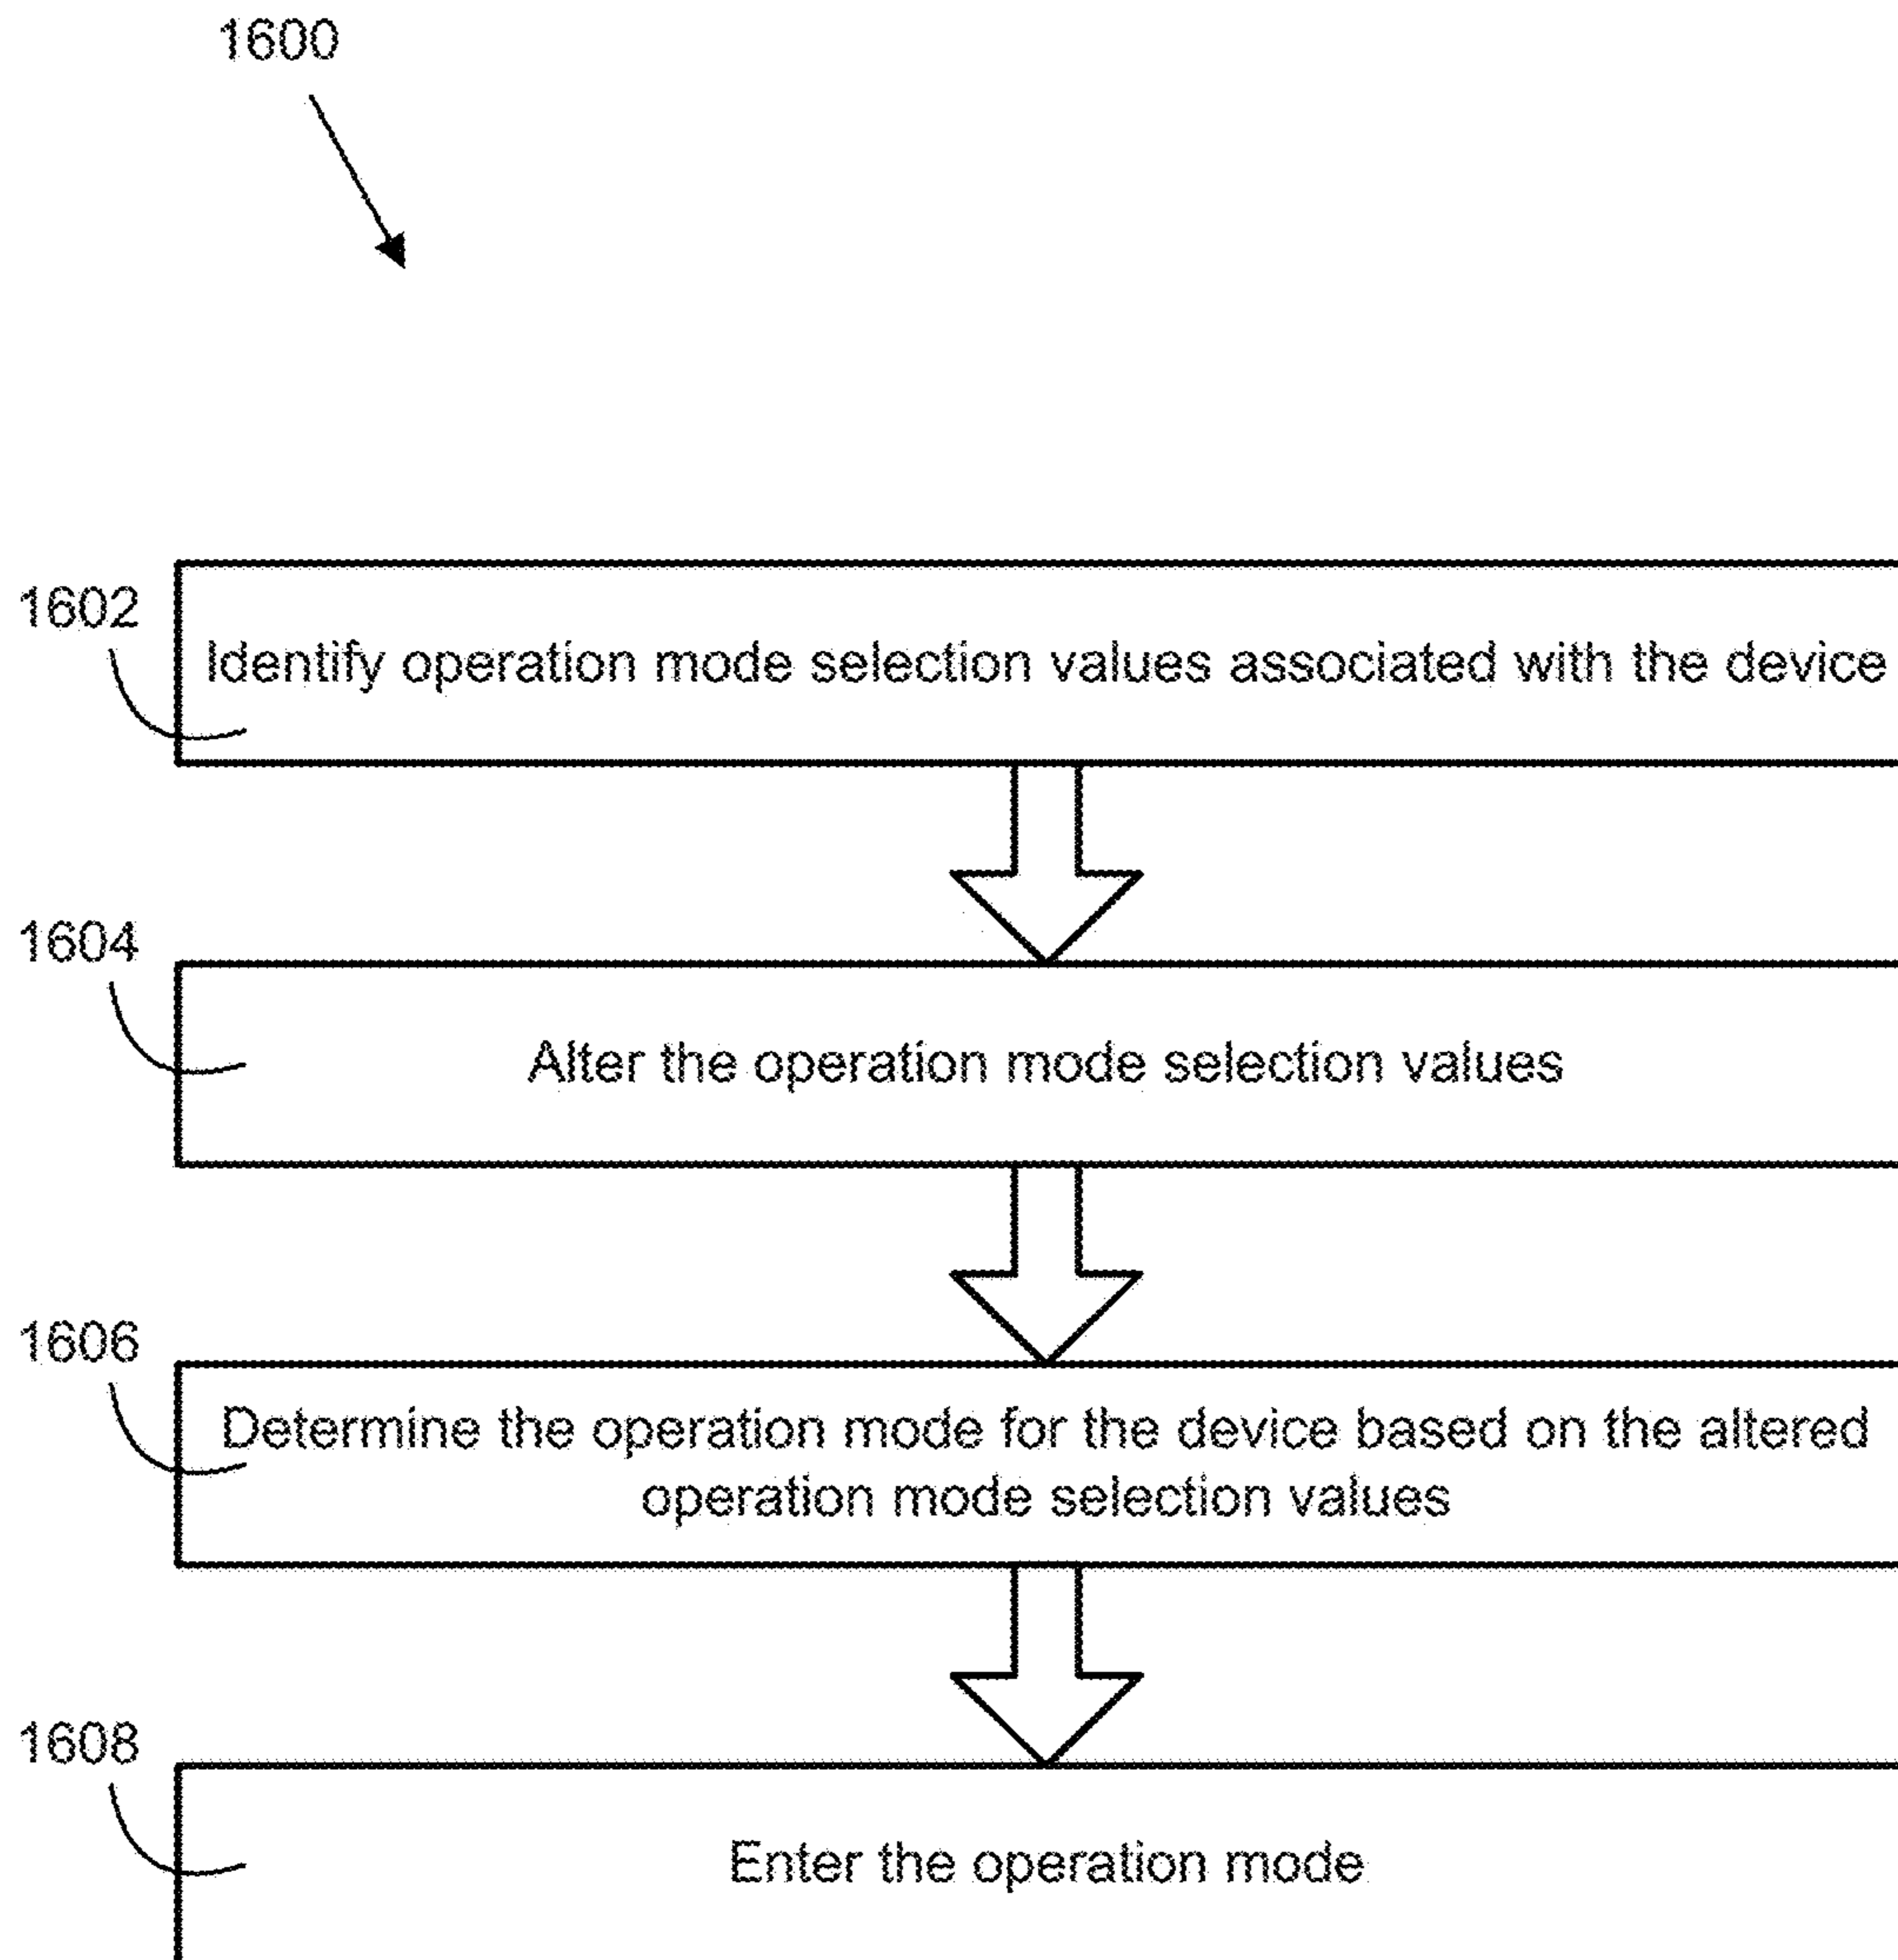 1600
1602
Identify operation mode selection values associated with the device
1604
Alter the operation mode selection values
1606
Determine the operation mode for the device based on the altered
operation mode selection values
1608
Enter the operation mode